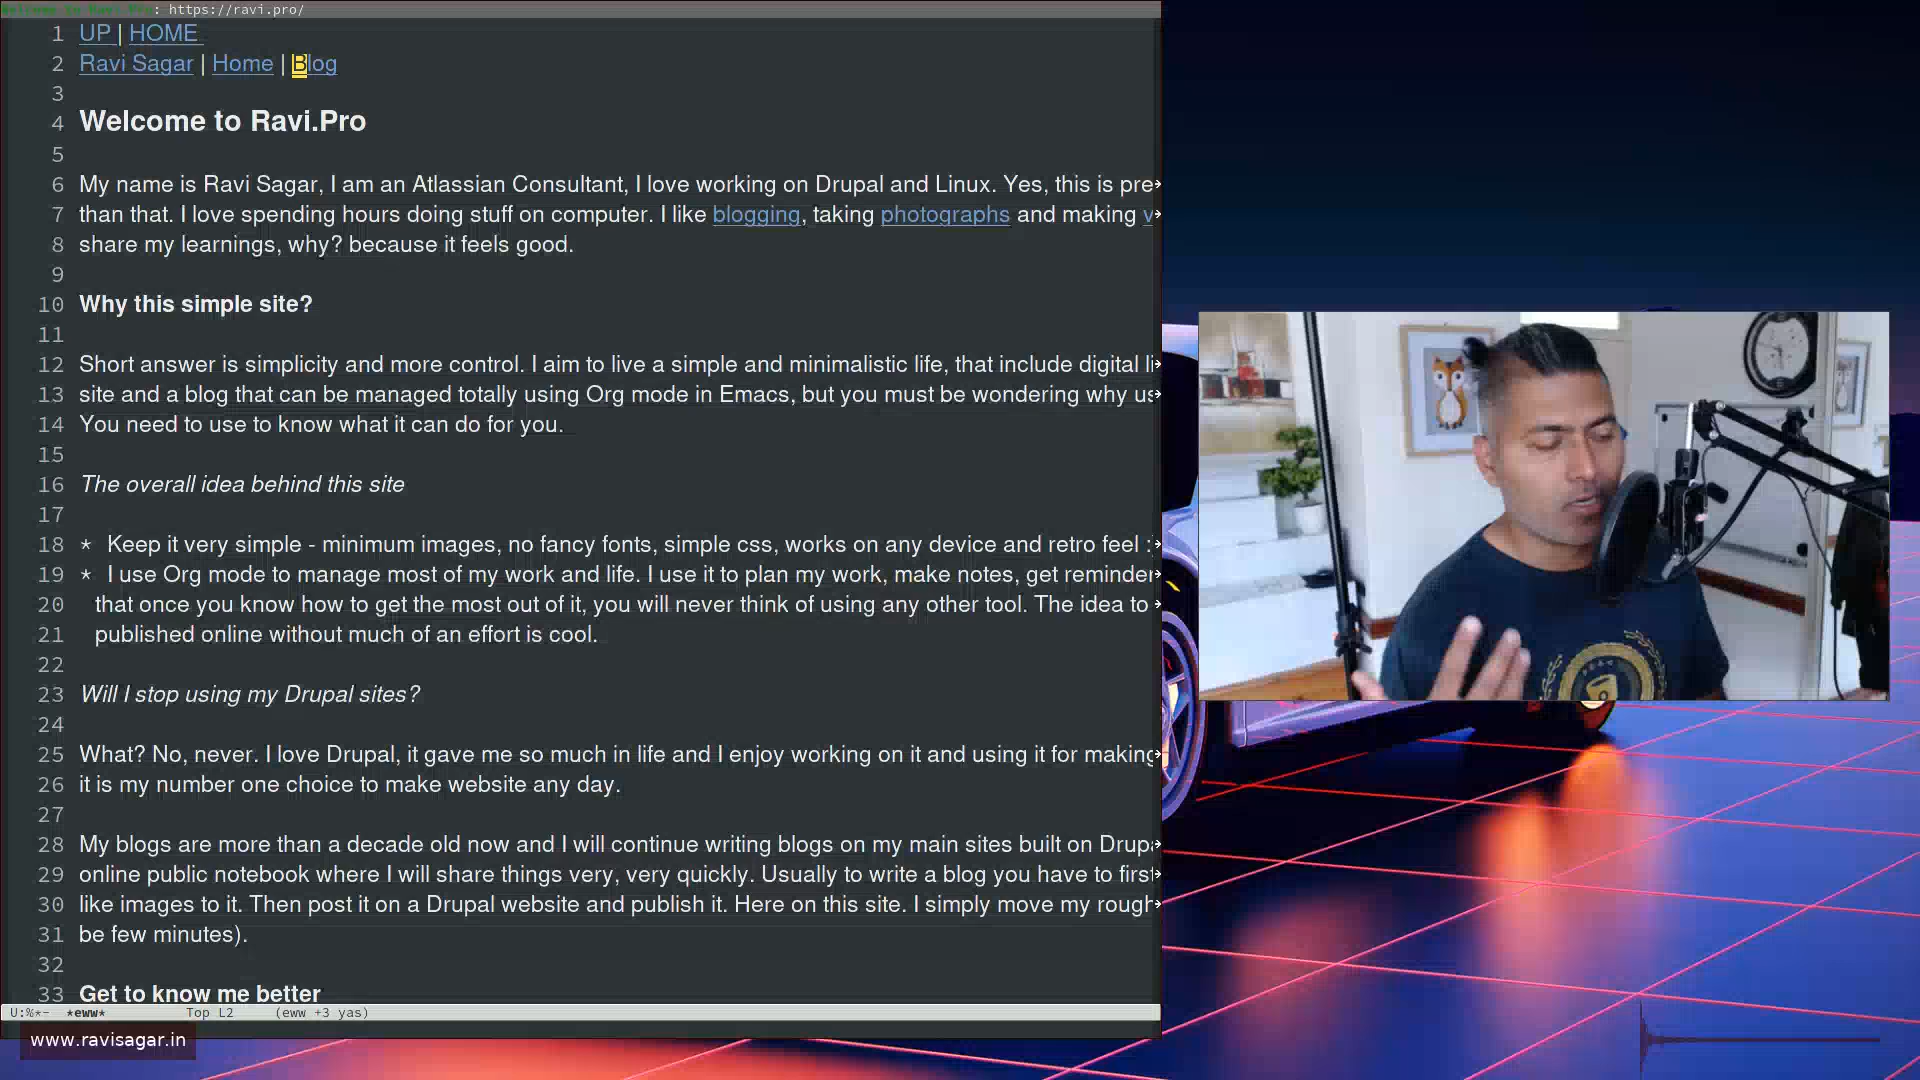 Welcome to Ravi.Pro: https://ravi.pro/
1 UP | HOME
2 Ravi Sagar | Home | Blog
3
4 Welcome to Ravi.Pro
5
6 My name is Ravi Sagar, I am an Atlassian Consultant, I love working on Drupal and Linux. Yes, this is pre
7 than that. I love spending hours doing stuff on computer. I like blogging, taking photographs and making v
8 share my learnings, why? because it feels good.
9
10 Why this simple site?
11
12 Short answer is simplicity and more control. I aim to live a simple and minimalistic life, that include digital li
13 site and a blog that can be managed totally using Org mode in Emacs, but you must be wondering why us
14 You need to use to know what it can do for you.
15
16 The overall idea behind this site
17
18 * Keep it very simple - minimum images, no fancy fonts, simple css, works on any device and retro feel :
19 * I use Org mode to manage most of my work and life. I use it to plan my work, make notes, get reminder
20 that once you know how to get the most out of it, you will never think of using any other tool. The idea to
21 published online without much of an effort is cool.
22
23 Will I stop using my Drupal sites?
24
25 What? No, never. I love Drupal, it gave me so much in life and I enjoy working on it and using it for making
26 it is my number one choice to make website any day.
27
28 My blogs are more than a decade old now and I will continue writing blogs on my main sites built on Drupa
29 online public notebook where I will share things very, very quickly. Usually to write a blog you have to first
30 like images to it. Then post it on a Drupal website and publish it. Here on this site. I simply move my rough
31 be few minutes).
32
33 Get to know me better
U:%*- *eww* Top L2 (eww +3 yas)
www.ravisagar.in